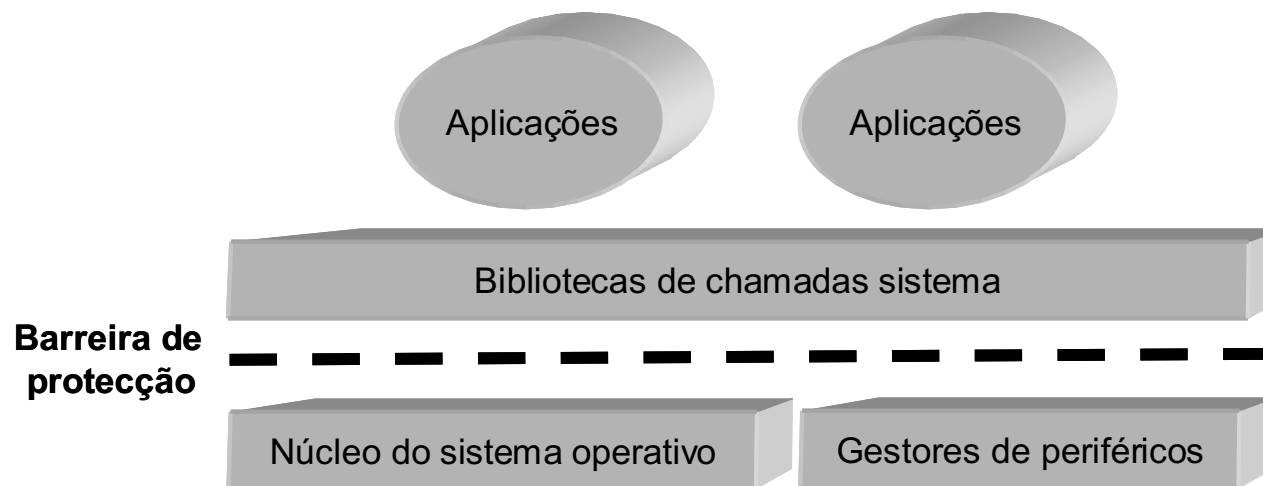 Aplicações
Aplicações
Bibliotecas de chamadas sistema
Barreira de
protecção
Núcleo do sistema operativo
Gestores de periféricos